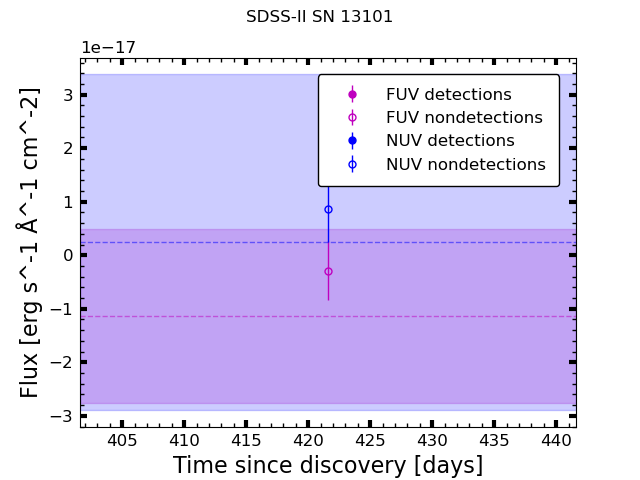 SDSS-II SN 13101
1e−17
FUV detections
FUV nondetections
NUV detections
NUV nondetections
3
2
1
0
−1
−2
−3
Flux [erg s^-1 Å^-1 cm^-2]
405 410 415 420 425 430 435 440
Time since discovery [days]